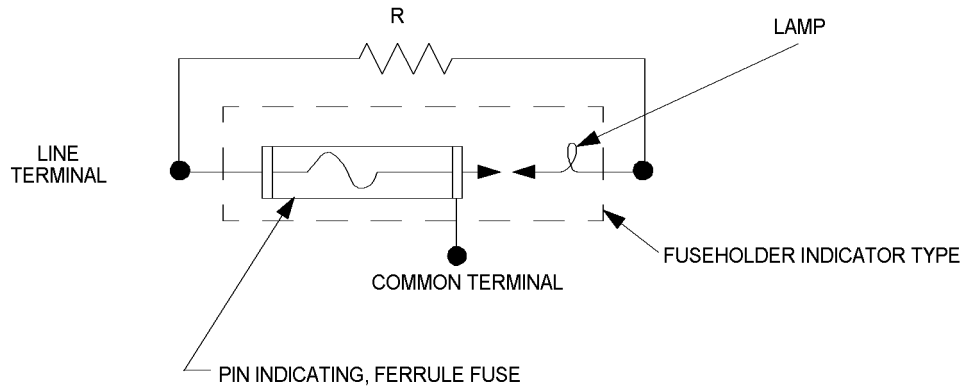 R
LAMP
LINE
TERMINAL
FUSEHOLDER INDICATOR TYPE
COMMON TERMINAL
PIN INDICATING, FERRULE FUSE